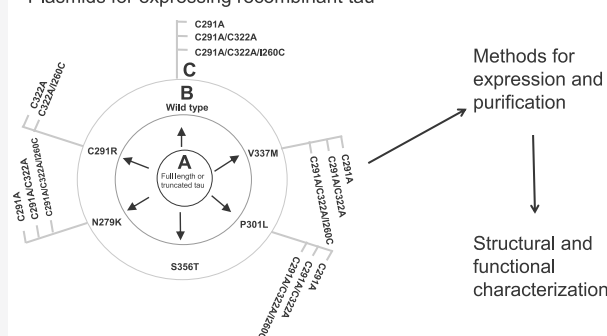 Plasmids for expressing recombinant tau
C291A
C291A/C322A
C291A/C322A/I260C
C
B
Wild type
A
Full length or
truncated tau
C291R
V337M
N279K
P301L
S356T
C322A
C322A/I260C
C291A
C291A/C322A
C291A/C322A/I260C
C291A
C291A/C322A
C291A/C322A/I260C
C291A
C291A/C322A
C291A/C322A/I260C
Methods for
expression and
purification
Structural and
functional
characterization